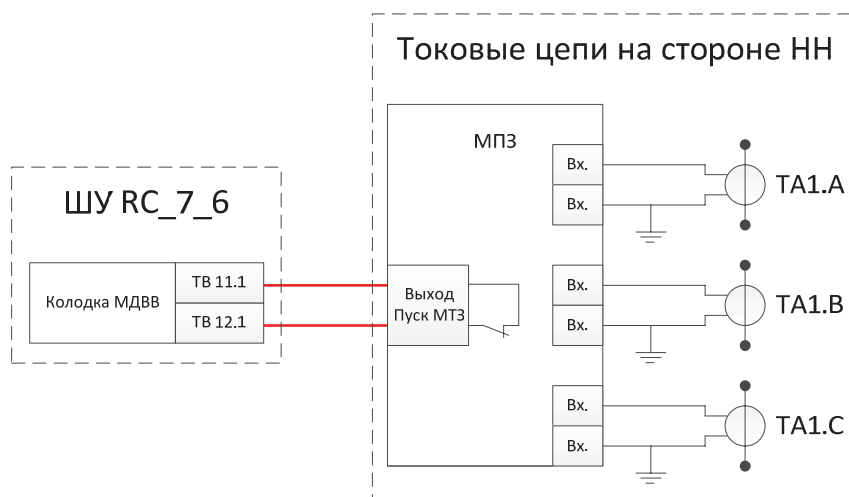 Токовые цепи на стороне НН
МПЗ
Вх.
Вх.
ТА1.А
ШУ RC_7_6
Колодка МДВВ
ТВ 11.1
ТВ 12.1
Выход
Пуск МТЗ
Вх.
Вх.
ТА1.В
Вх.
Вх.
ТА1.С